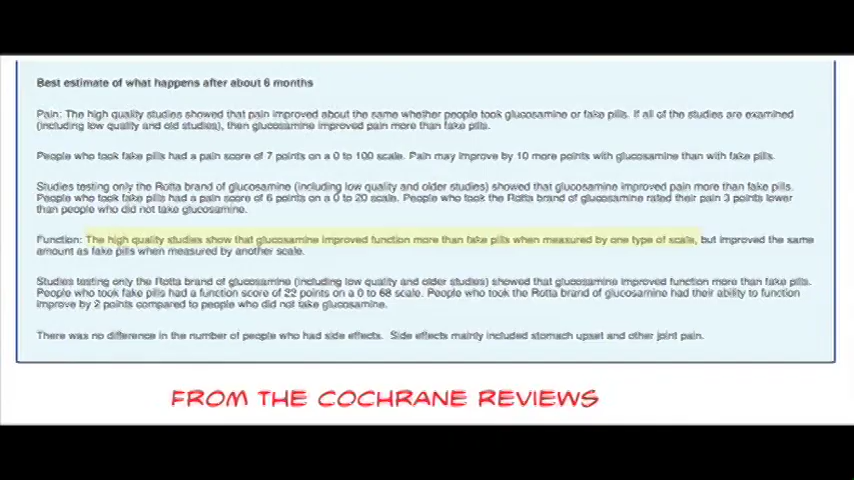 Best estimate of what happens after about 6 months
Pain: The high quality studies showed that pain improved about the same whether people took glucosamine or fake pills. If all of the studies are examined
(including low quality and old studies), then glucosamine improved pain more than fake pills.
People who took fake pills had a pain score of 7 points on a 0 to 100 scale. Pain may improve by 10 more points with glucosamine than with fake pills.
Studies testing only the Rotta brand of glucosamine (including low quality and older studies) showed that glucosamine improved pain more than fake pills.
People who took fake pills had a pain score of 6 points on a 0 to 20 scale. People who took the Rotta brand of glucosamine rated their pain 3 points lower
than people who did not take glucosamine.
Function: The high quality studies show that glucosamine improved function more than fake pills when measured by one type of scale, but improved the same
amount as fake pills when measured by another scale.
Studies testing only the Rotta brand of glucosamine (including low quality and older studies) showed that glucosamine improved function more than fake pills.
People who took fake pills had a function score of 22 points on a 0 to 68 scale. People who took the Rotta brand of glucosamine had their ability to function
improve by 2 points compared to people who did not take glucosamine.
There was no difference in the number of people who had side effects. Side effects mainly included stomach upset and other joint pain.
FROM THE COCHRANE REVIEWS